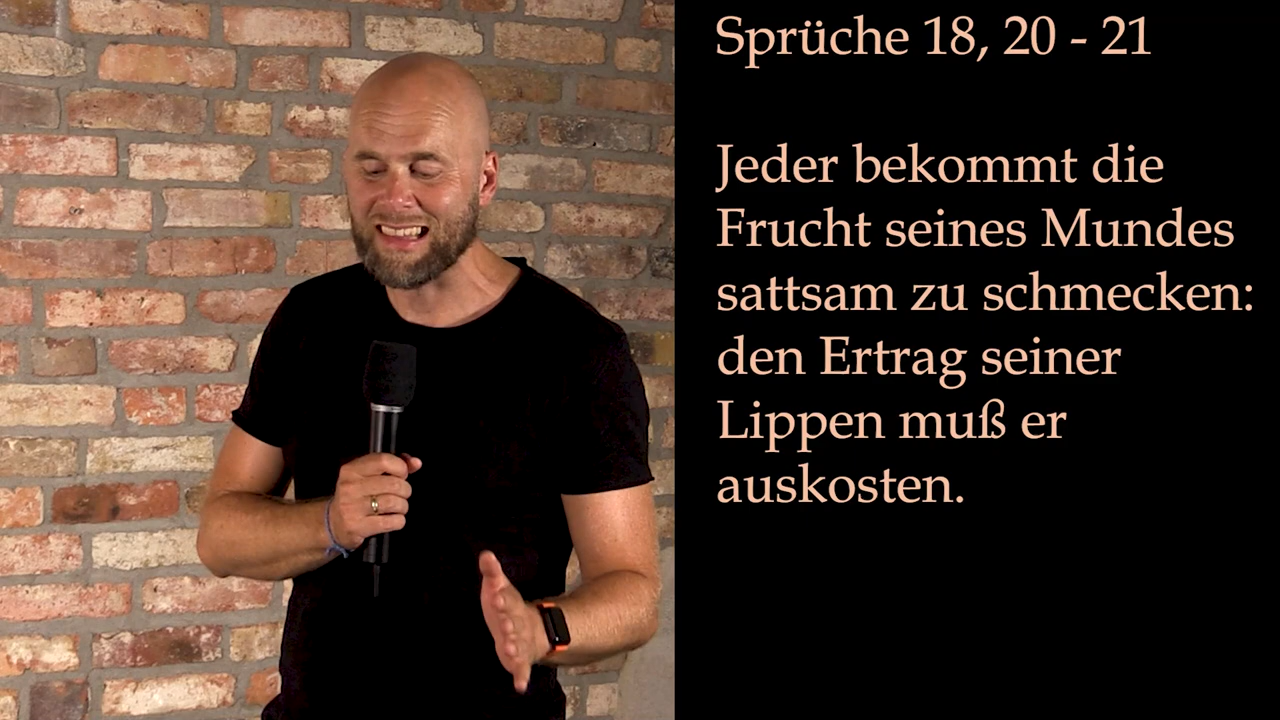 Sprüche 18, 20 - 21
Jeder bekommt die
Frucht seines Mundes
sattsam zu schmecken:
den Ertrag seiner
Lippen muß er
auskosten.